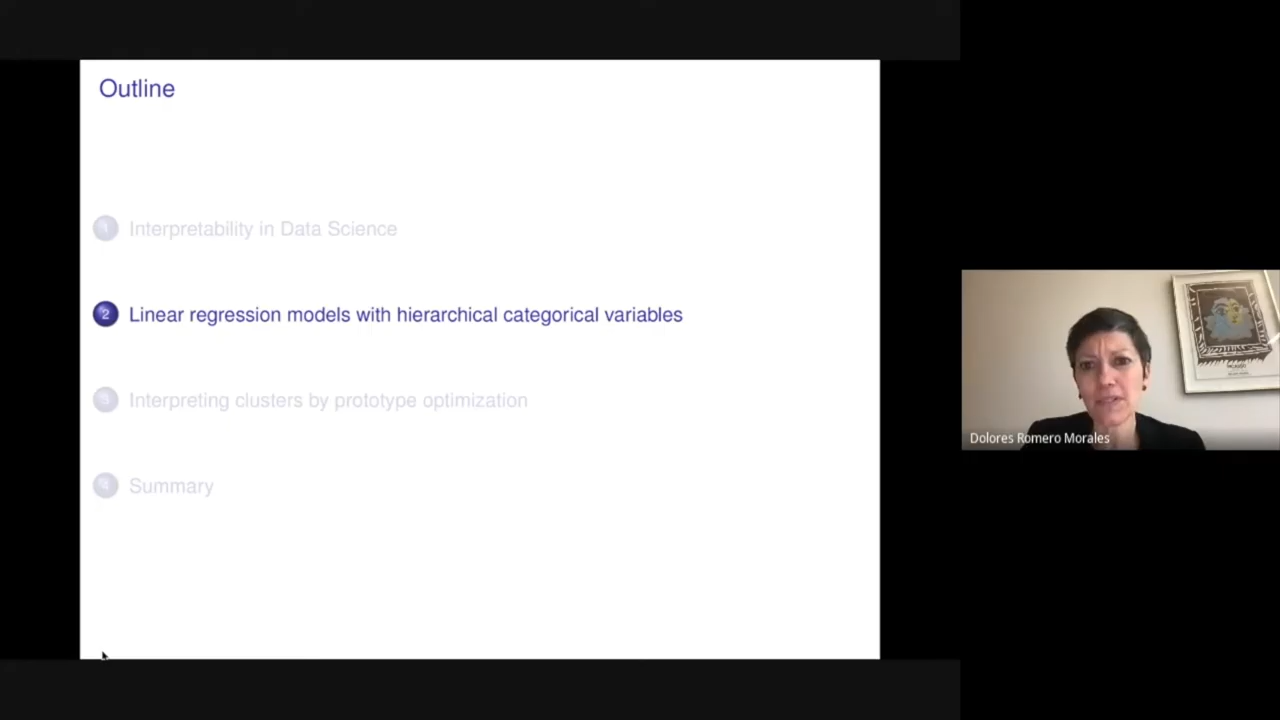 Outline
1 Interpretability in Data Science
2 Linear regression models with hierarchical categorical variables
3 Interpreting clusters by prototype optimization
4 Summary
Dolores Romero Morales